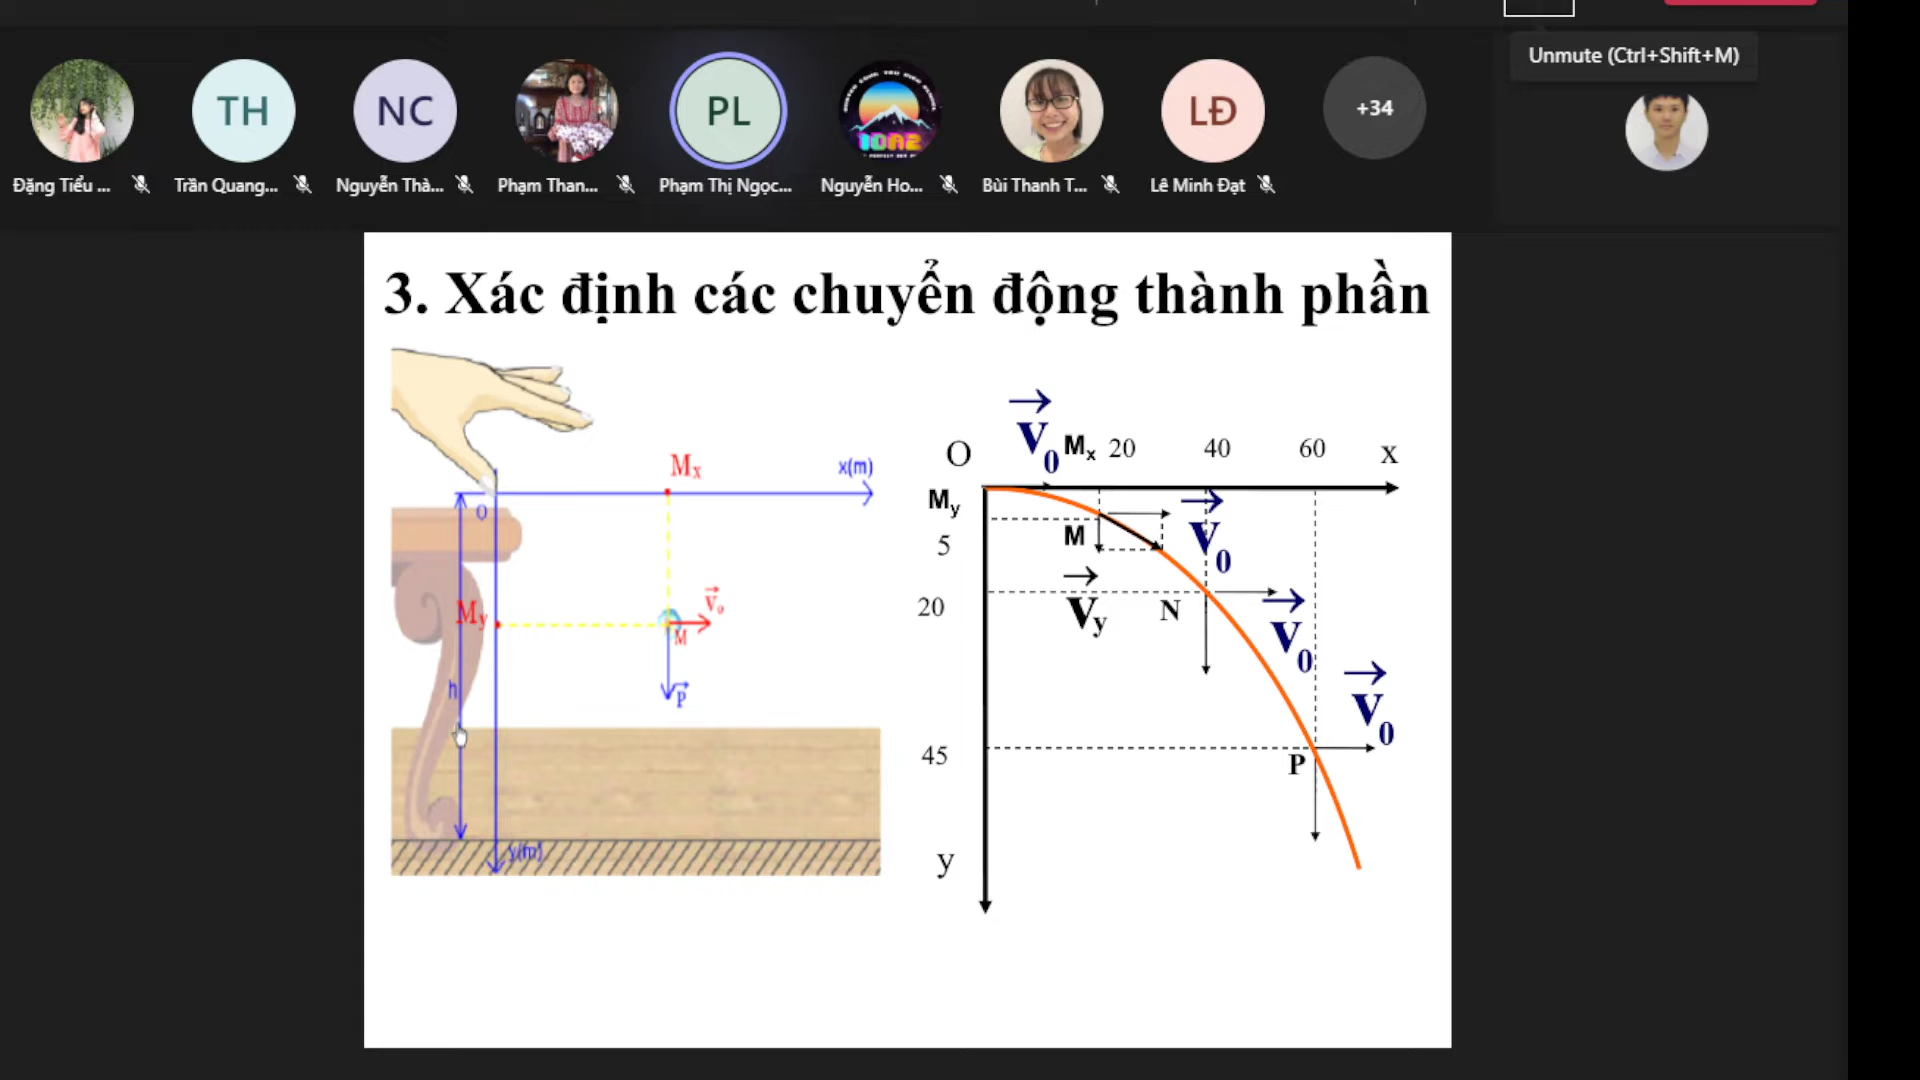 Unmute (Ctrl+Shift+M)
TH
NC
PL
10A2
LĐ
+34
Đặng Tiểu ...
Trần Quang...
Nguyễn Thà...
Phạm Than...
Phạm Thị Ngọc...
Nguyễn Ho...
Bùi Thanh T...
Lê Minh Đạt
3. Xác định các chuyển động thành phần
Mx
x(m)
O
My
V₀
M
h
P
y(m)
V₀
O
Mx
20
40
60
x
My
5
M
V₀
20
Vy
N
V₀
V₀
45
P
y